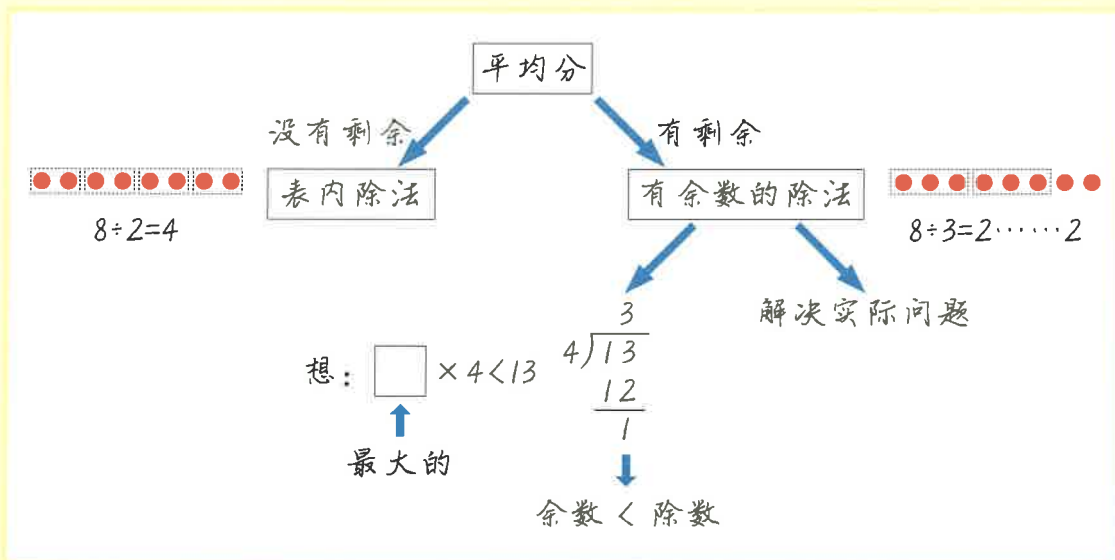 平均分
没有剩余
有剩余
表内除法
有余数的除法
8÷2=4
8÷3=2……2
解决实际问题
3
4)13
12
1
想：□×4<13
最大的
余数<除数